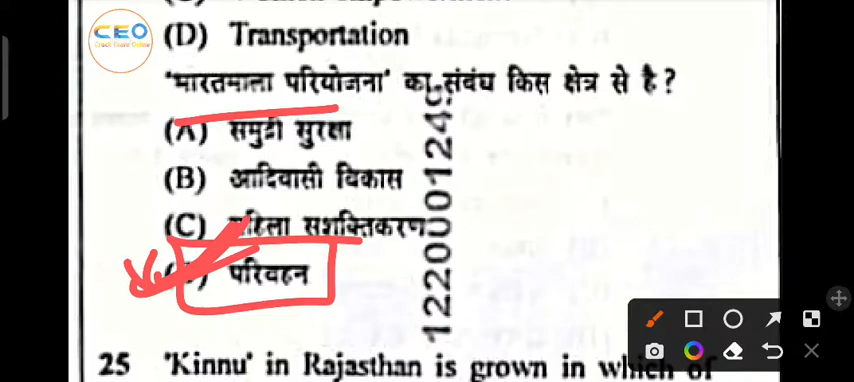 CEO
Crack Exam Online
(D) Transportation
'भारतमाला परियोजना' का संबंध किस क्षेत्र से है ?
(A) समुद्री सुरक्षा
(B) आदिवासी विकास
(C) महिला सशक्तिकरण
(D) परिवहन
1220001249
25 'Kinnu' in Rajasthan is grown in which of